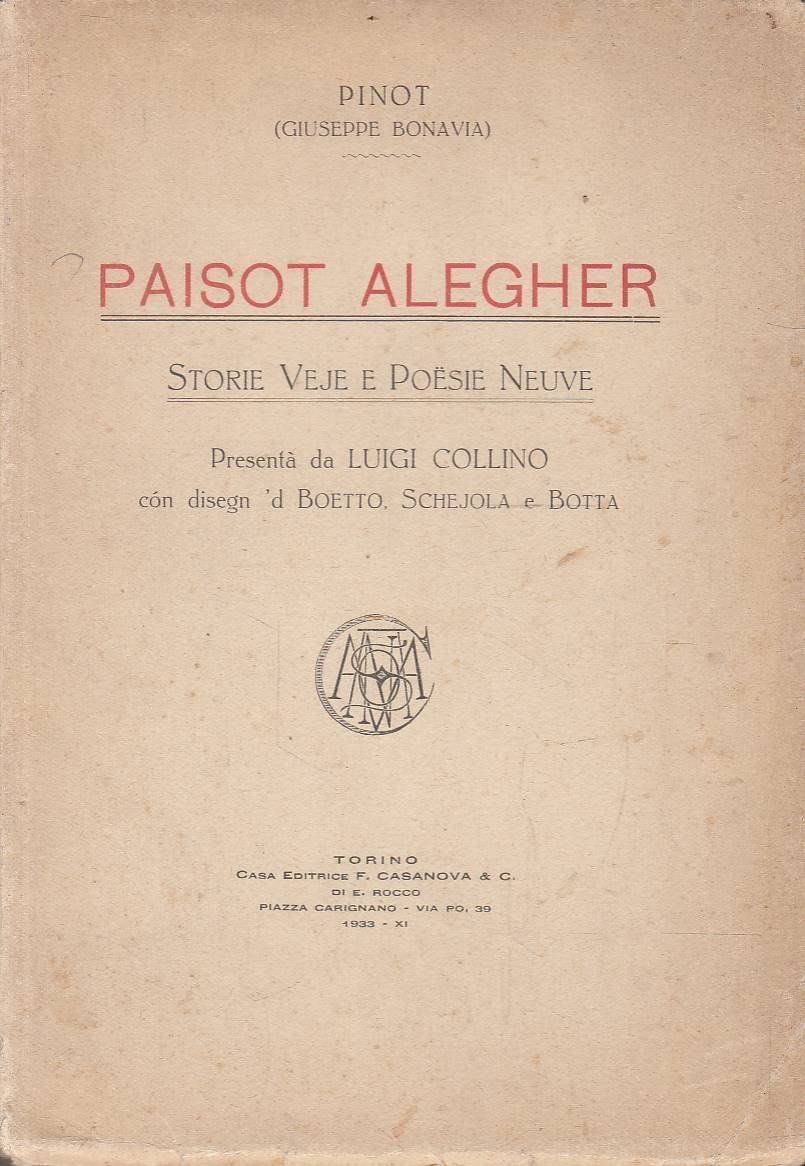 PINOT
(GIUSEPPE BONAVIA)
PAISOT ALEGHER
STORIE VEJE E POËSIE NEUVE
Presentà da LUIGI COLLINO
cón disegn 'd BOETTO, SCHEJOLA e BOTTA
TORINO
CASA EDITRICE F. CASANOVA & C.
DI E. ROCCO
PIAZZA CARIGNANO - VIA PO, 39
1933 - XI